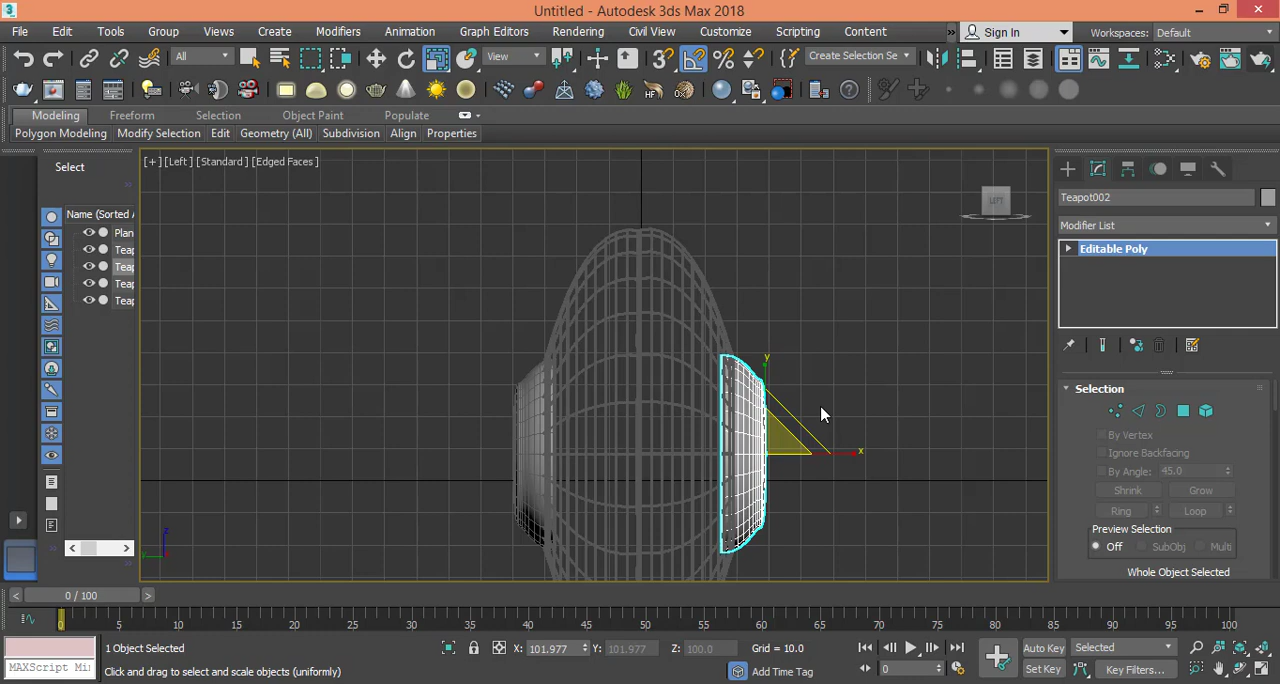 Untitled - Autodesk 3ds Max 2018
File Edit Tools Group Views Create Modifiers Animation Graph Editors Rendering Civil View Customize Scripting Content Sign In Workspaces: Default
All View Create Selection Se
Modeling Freeform Selection Object Paint Populate
Polygon Modeling Modify Selection Edit Geometry (All) Subdivision Align Properties
Select
[+] [Left] [Standard] [Edged Faces]
LEFT
Name (Sorted A
Plan
Teap
Teap
Teap
Teap
y
x
z
y
Teapot002
Modifier List
Editable Poly
Selection
By Vertex
Ignore Backfacing
By Angle: 45.0
Shrink Grow
Ring Loop
Preview Selection
Off SubObj Multi
Whole Object Selected
0 / 100
0 5 10 15 20 25 30 35 40 45 50 55 60 65 70 75 80 85 90 95 100
MAXScript Mi
1 Object Selected
Click and drag to select and scale objects (uniformly)
X: 101.977 Y: 101.977 Z: 100.0 Grid = 10.0
Add Time Tag
0
Auto Key Selected
Set Key Key Filters...